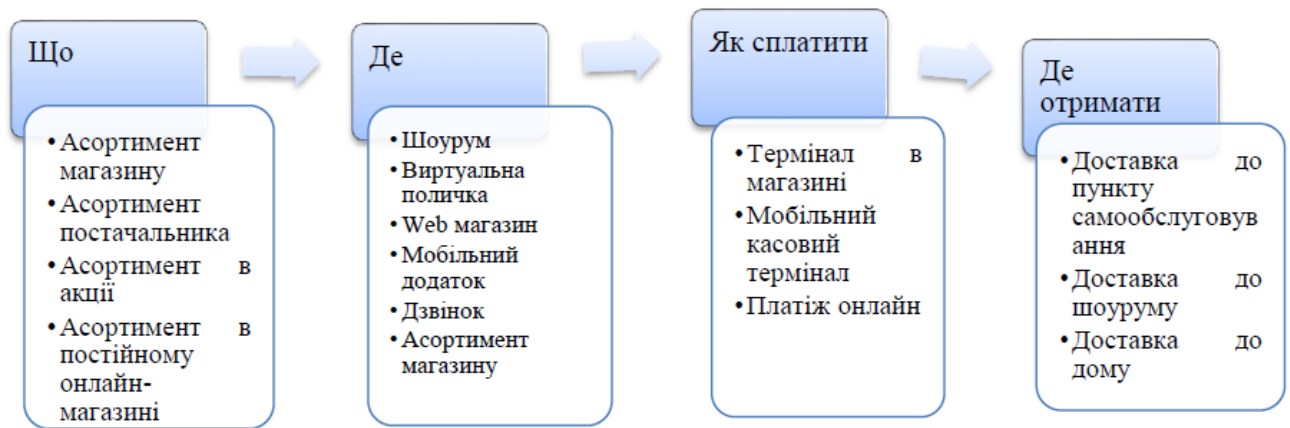 Що
• Асортимент
магазину
• Асортимент
постачальника
• Асортимент в
акції
• Асортимент в
постійному
онлайн-
магазині
Де
• Шоурум
• Виртуальна
поличка
• Web магазин
• Мобільний
додаток
• Дзвінок
• Асортимент
магазину
Як сплатити
• Термінал в
магазині
• Мобільний
касовий
термінал
• Платіж онлайн
Де
отримати
• Доставка до
пункту
самообслуговув
ання
• Доставка до
шоуруму
• Доставка до
дому